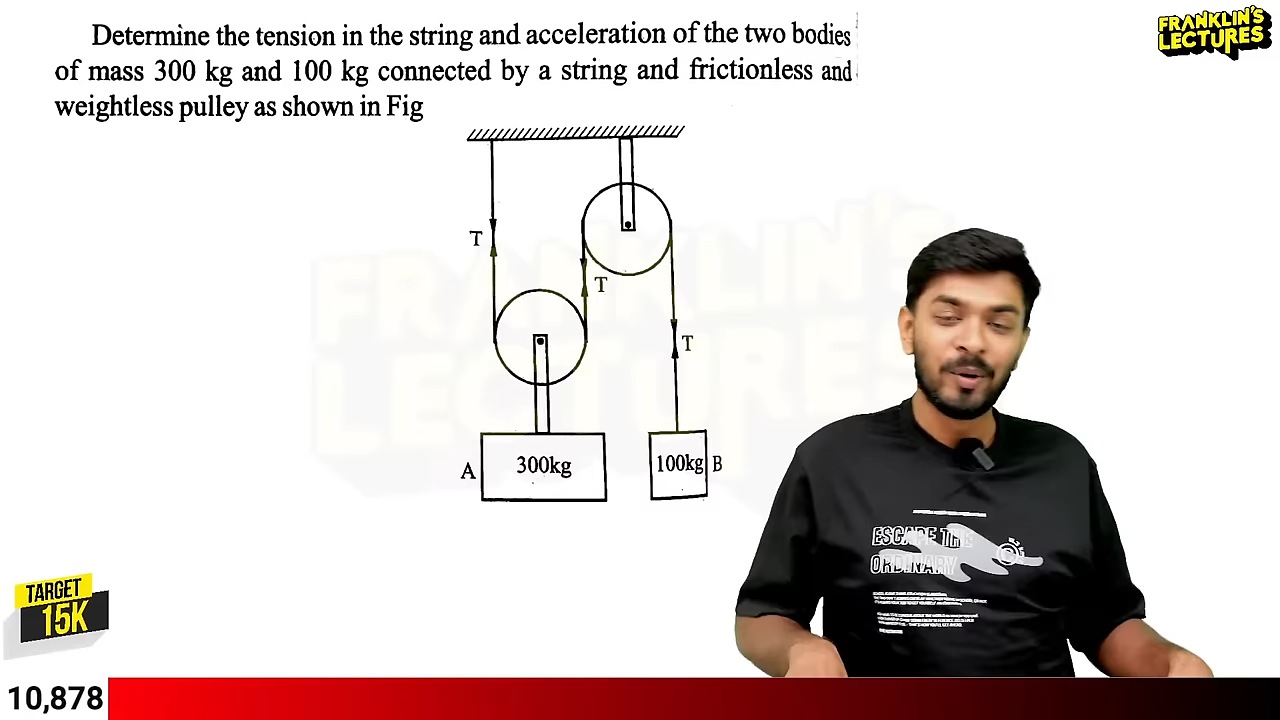 Determine the tension in the string and acceleration of the two bodies
of mass 300 kg and 100 kg connected by a string and frictionless and
weightless pulley as shown in Fig
FRANKLIN'S
LECTURES
T
T
T
FRANKLIN'S
LECTURES
A
300kg
100kg
B
ESCAPE THE
ORDINARY
TARGET
15K
10,878